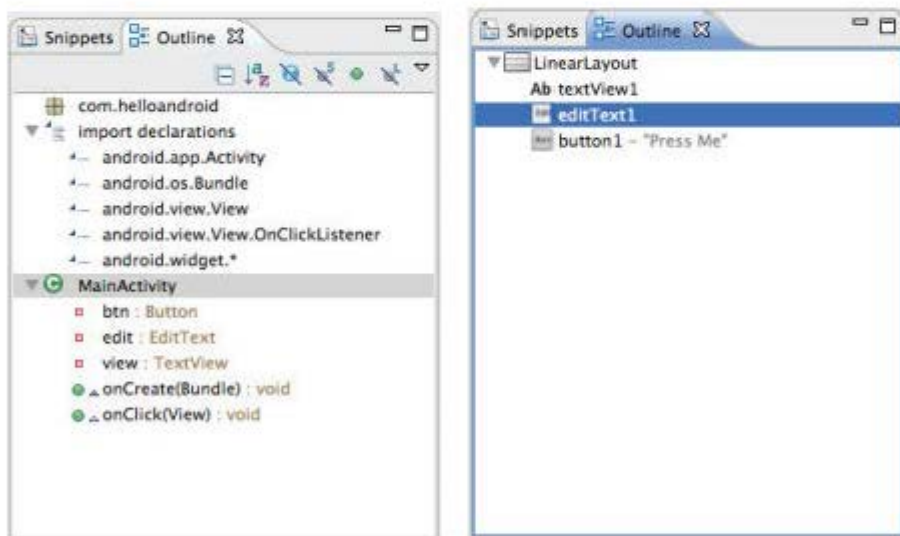 Snippets Outline
com.helloandroid
import declarations
android.app.Activity
android.os.Bundle
android.view.View
android.view.View.OnClickListener
android.widget.*
MainActivity
btn : Button
edit : EditText
view : TextView
onCreate(Bundle) : void
onClick(View) : void
Snippets Outline
LinearLayout
Ab textView1
editText1
button1 – "Press Me"